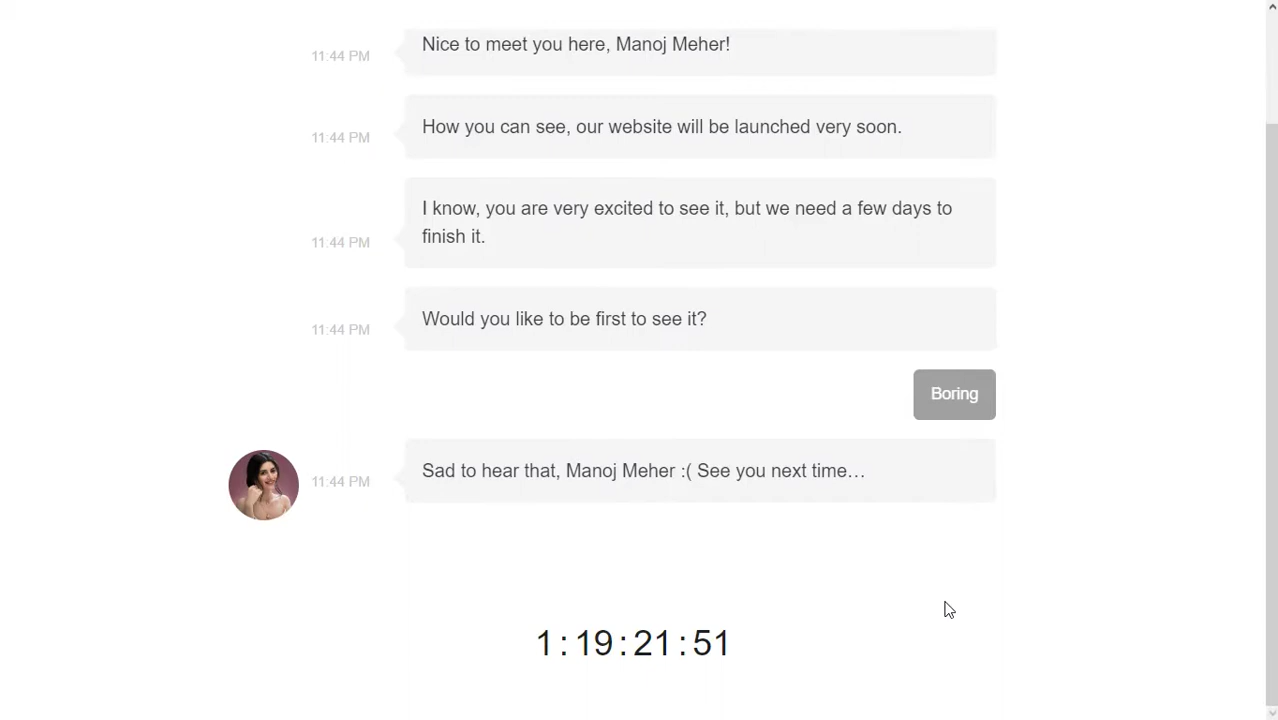 Nice to meet you here, Manoj Meher!
11:44 PM
How you can see, our website will be launched very soon.
11:44 PM
I know, you are very excited to see it, but we need a few days to
finish it.
11:44 PM
Would you like to be first to see it?
11:44 PM
Boring
Sad to hear that, Manoj Meher :( See you next time…
11:44 PM
1:19:21:51